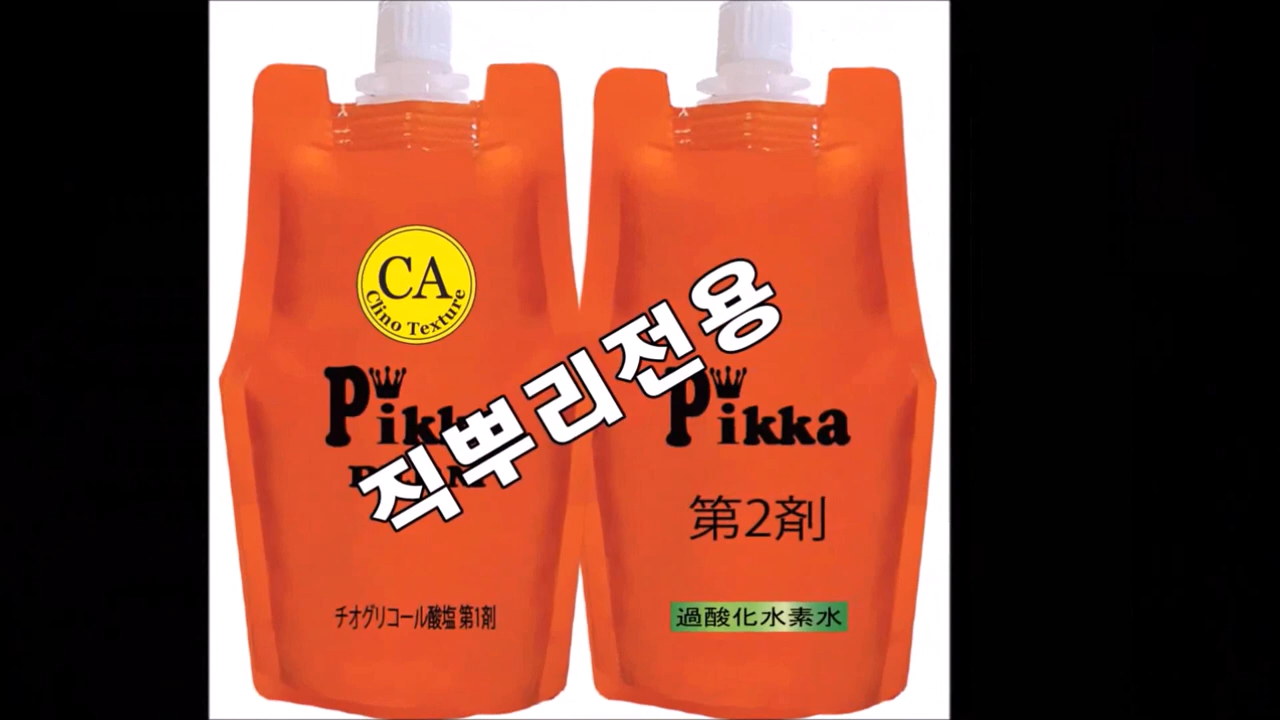 CA
Clino Texture
Pikka
チオグリコール酸塩 第1剤
직뿌리전용
Pikka
第2剤
過酸化水素水